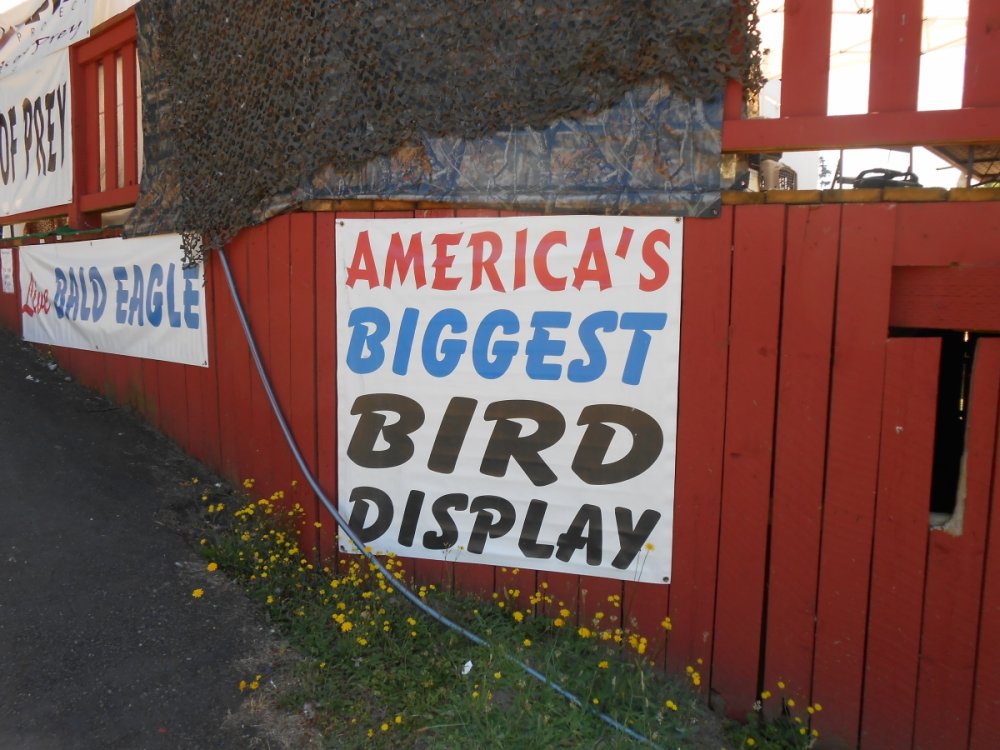 OF PREY
Live BALD EAGLE
AMERICA'S
BIGGEST
BIRD
DISPLAY